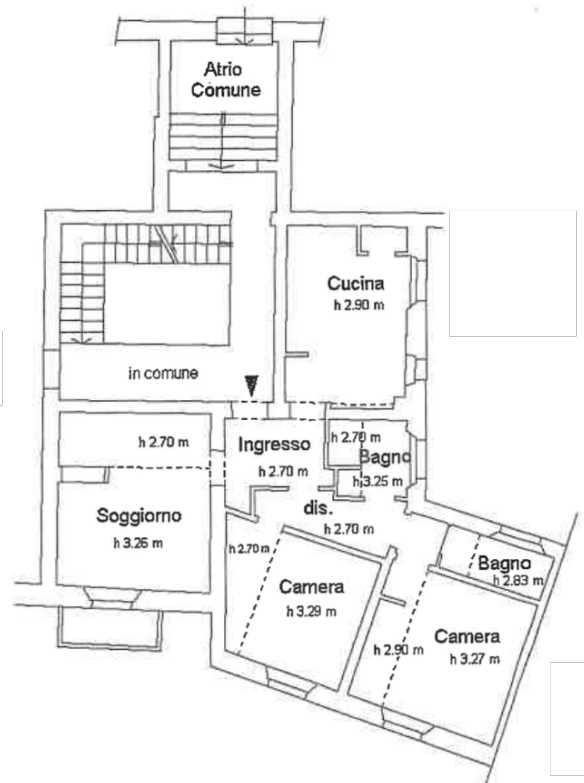 Atrio
Comune
Cucina
h 2.90 m
in comune
h 2.70 m
Ingresso
h 2.70 m
h 2.70 m
Bagno
h 3.25 m
Soggiorno
h 3.26 m
dis.
h 2.70 m
h 2.70 m
Camera
h 3.29 m
Bagno
h 2.83 m
Camera
h 3.27 m
h 2.90 m